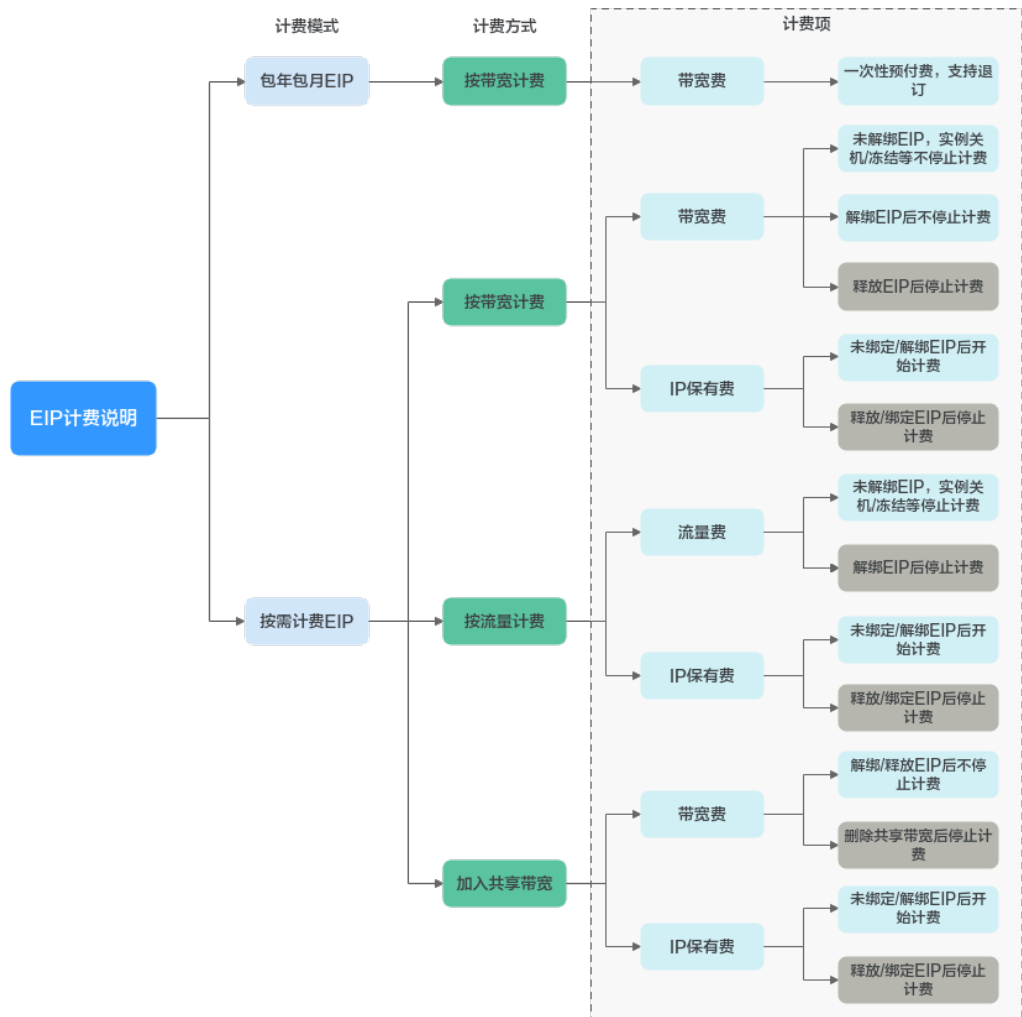 计费模式
计费方式
计费项
包年包月EIP
按带宽计费
带宽费
一次性预付费，支持退
订
未解绑EIP，实例关
机/冻结等不停止计费
带宽费
解绑EIP后不停止计费
释放EIP后停止计费
按带宽计费
未绑定/解绑EIP后开
始计费
IP保有费
释放/绑定EIP后停止
计费
EIP计费说明
未解绑EIP，实例关
机/冻结等停止计费
流量费
解绑EIP后停止计费
按需计费EIP
按流量计费
未绑定/解绑EIP后开
始计费
IP保有费
释放/绑定EIP后停止
计费
解绑/释放EIP后不停
止计费
带宽费
删除共享带宽后停止计
费
加入共享带宽
未绑定/解绑EIP后开
始计费
IP保有费
释放/绑定EIP后停止
计费